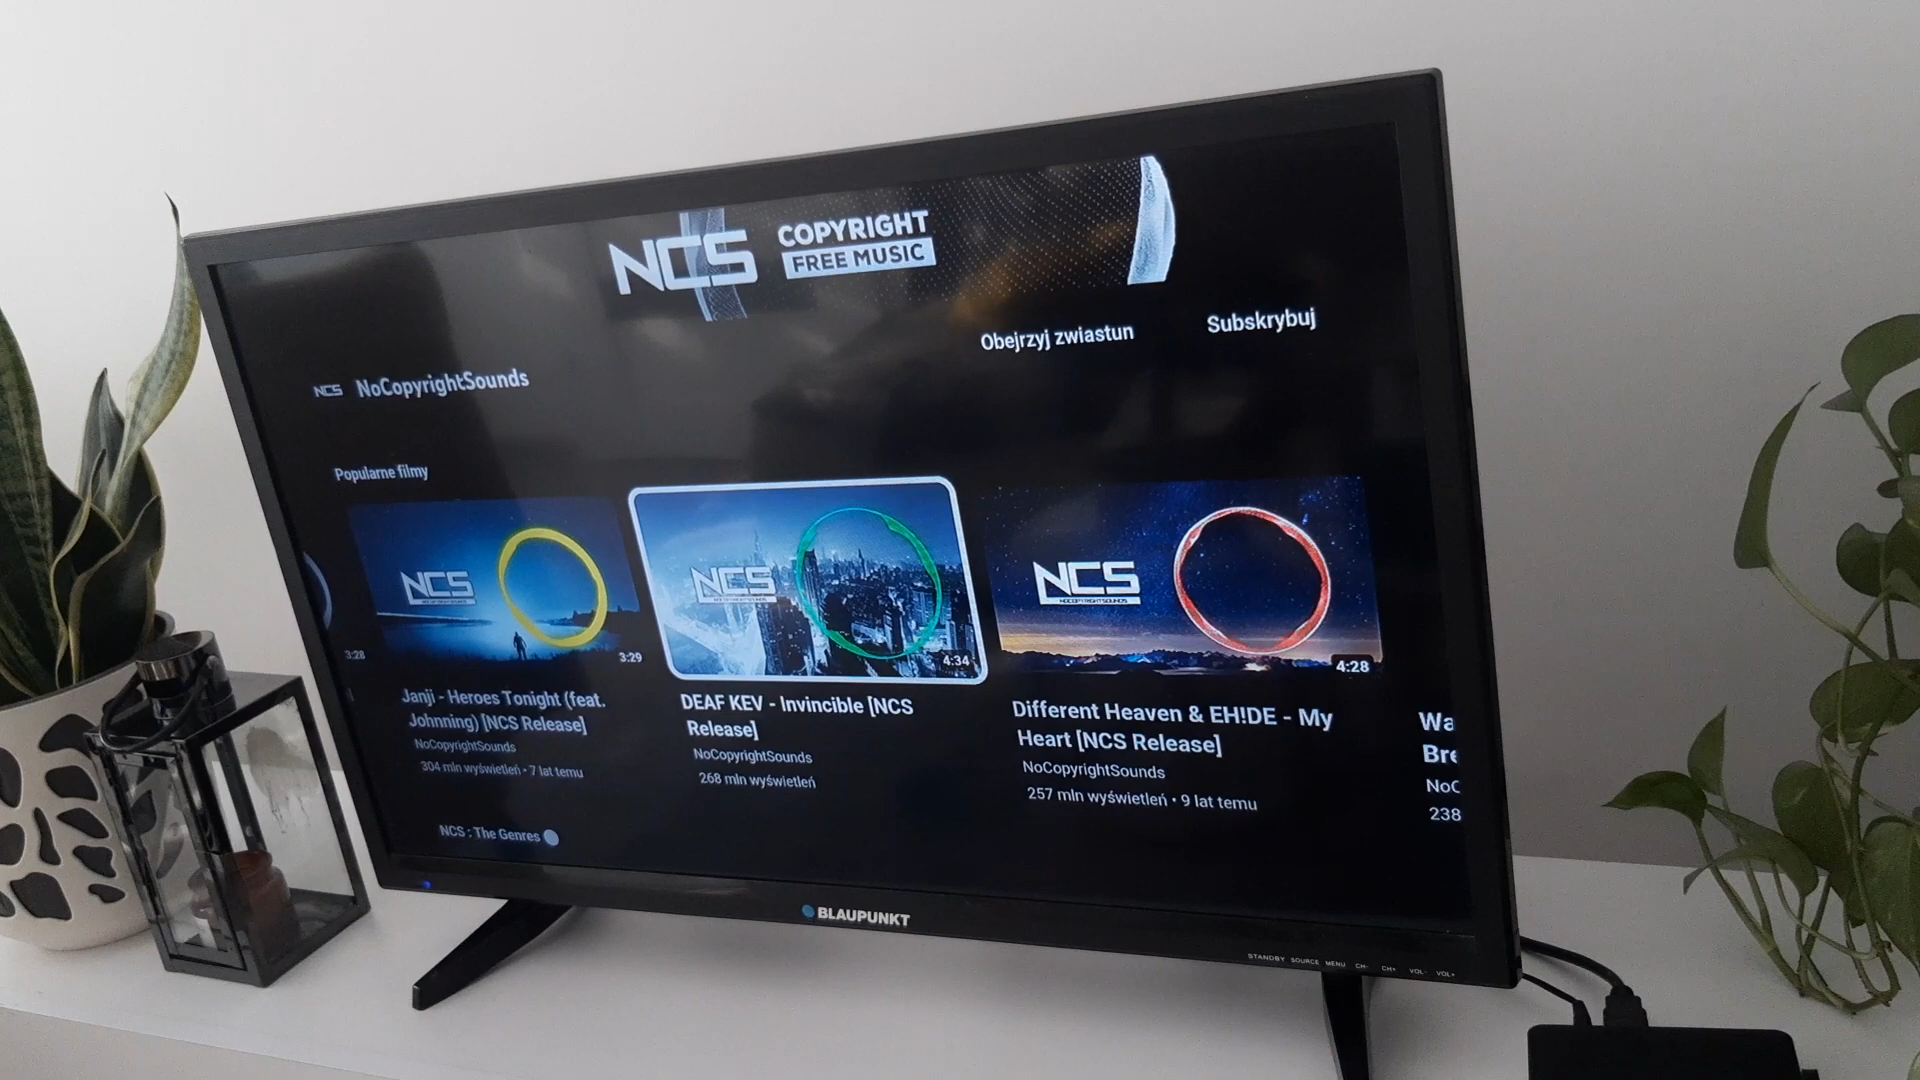 NCS
COPYRIGHT
FREE MUSIC
Obejrzyj zwiastun
Subskrybuj
NCS NoCopyrightSounds
Popularne filmy
3:28
NCS
3:29
Janji - Heroes Tonight (feat.
Johnning) [NCS Release]
NoCopyrightSounds
304 mln wyświetleń • 7 lat temu
NCS
4:34
DEAF KEV - Invincible [NCS
Release]
NoCopyrightSounds
268 mln wyświetleń
NCS
NOCOPYRIGHTSOUNDS
4:28
Different Heaven & EH!DE - My
Heart [NCS Release]
NoCopyrightSounds
257 mln wyświetleń • 9 lat temu
Wa
Bre
NoC
238
NCS : The Genres
BLAUPUNKT
STANDBY SOURCE MENU CH- CH+ VOL- VOL+